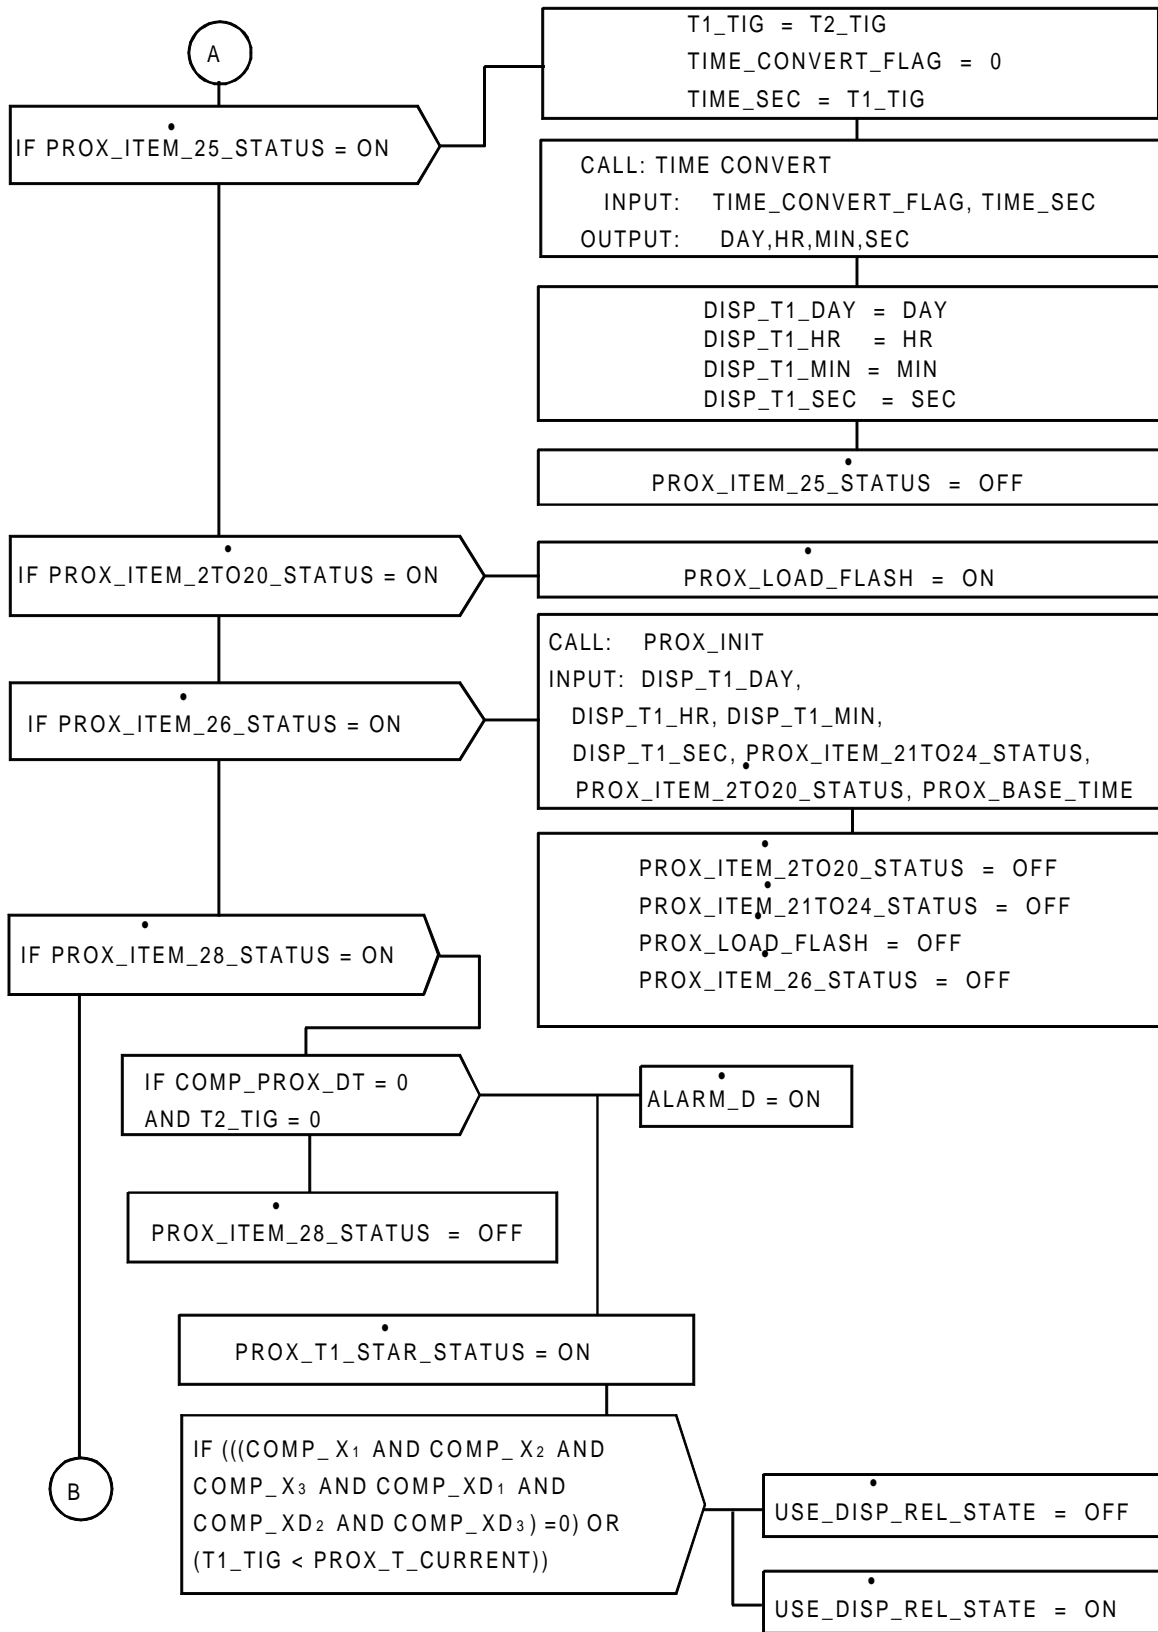 A
IF PROX_ITEM_25_STATUS = ON
T1_TIG = T2_TIG
TIME_CONVERT_FLAG = 0
TIME_SEC = T1_TIG
CALL: TIME CONVERT
INPUT: TIME_CONVERT_FLAG, TIME_SEC
OUTPUT: DAY,HR,MIN,SEC
DISP_T1_DAY = DAY
DISP_T1_HR = HR
DISP_T1_MIN = MIN
DISP_T1_SEC = SEC
PROX_ITEM_25_STATUS = OFF
IF PROX_ITEM_2TO20_STATUS = ON
PROX_LOAD_FLASH = ON
IF PROX_ITEM_26_STATUS = ON
CALL: PROX_INIT
INPUT: DISP_T1_DAY,
DISP_T1_HR, DISP_T1_MIN,
DISP_T1_SEC, PROX_ITEM_21TO24_STATUS,
PROX_ITEM_2TO20_STATUS, PROX_BASE_TIME
PROX_ITEM_2TO20_STATUS = OFF
PROX_ITEM_21TO24_STATUS = OFF
PROX_LOAD_FLASH = OFF
PROX_ITEM_26_STATUS = OFF
IF PROX_ITEM_28_STATUS = ON
IF COMP_PROX_DT = 0
AND T2_TIG = 0
ALARM_D = ON
PROX_ITEM_28_STATUS = OFF
PROX_T1_STAR_STATUS = ON
IF (((COMP_X₁ AND COMP_X₂ AND
COMP_X₃ AND COMP_XD₁ AND
COMP_XD₂ AND COMP_XD₃) =0) OR
(T1_TIG < PROX_T_CURRENT))
B
USE_DISP_REL_STATE = OFF
USE_DISP_REL_STATE = ON